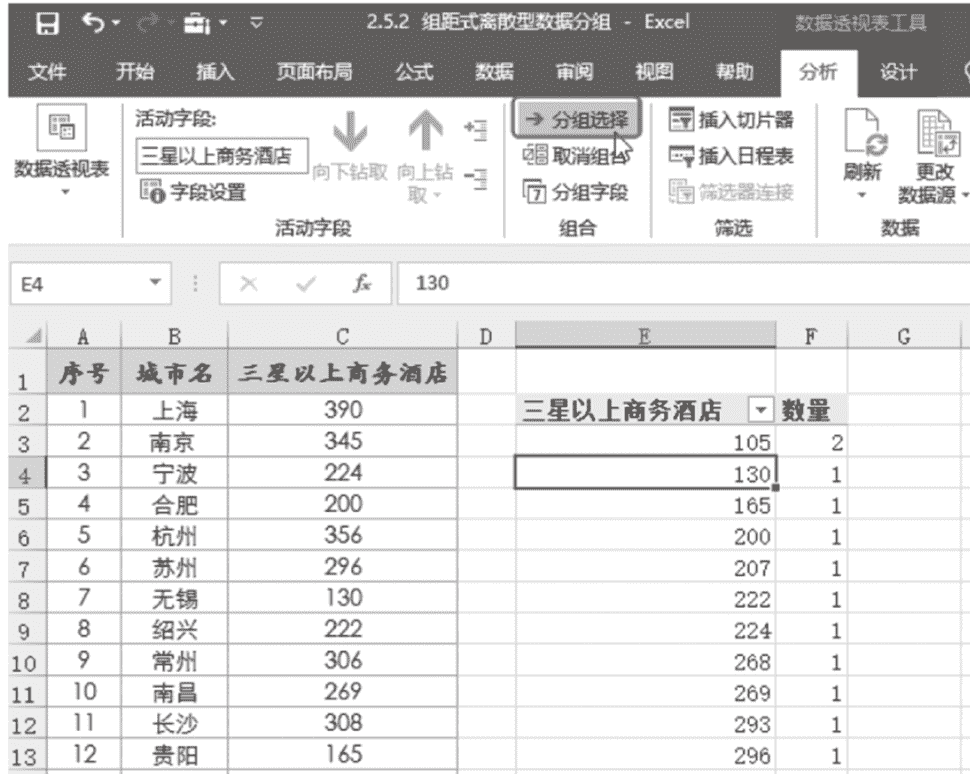 2.5.2 组距式离散型数据分组 - Excel 数据透视表工具
文件 开始 插入 页面布局 公式 数据 审阅 视图 帮助 分析 设计
数据透视表
活动字段:
三星以上商务酒店
字段设置
向下钻取 向上钻取
活动字段
分组选择
取消组合
分组字段
组合
插入切片器
插入日程表
筛选器连接
筛选
刷新 更改
数据源
数据
E4 fx 130
A B C D E F G
1 序号 城市名 三星以上商务酒店
2 1 上海 390 三星以上商务酒店 数量
3 2 南京 345 105 2
4 3 宁波 224 130 1
5 4 合肥 200 165 1
6 5 杭州 356 200 1
7 6 苏州 296 207 1
8 7 无锡 130 222 1
9 8 绍兴 222 224 1
10 9 常州 306 268 1
11 10 南昌 269 269 1
12 11 长沙 308 293 1
13 12 贵阳 165 296 1